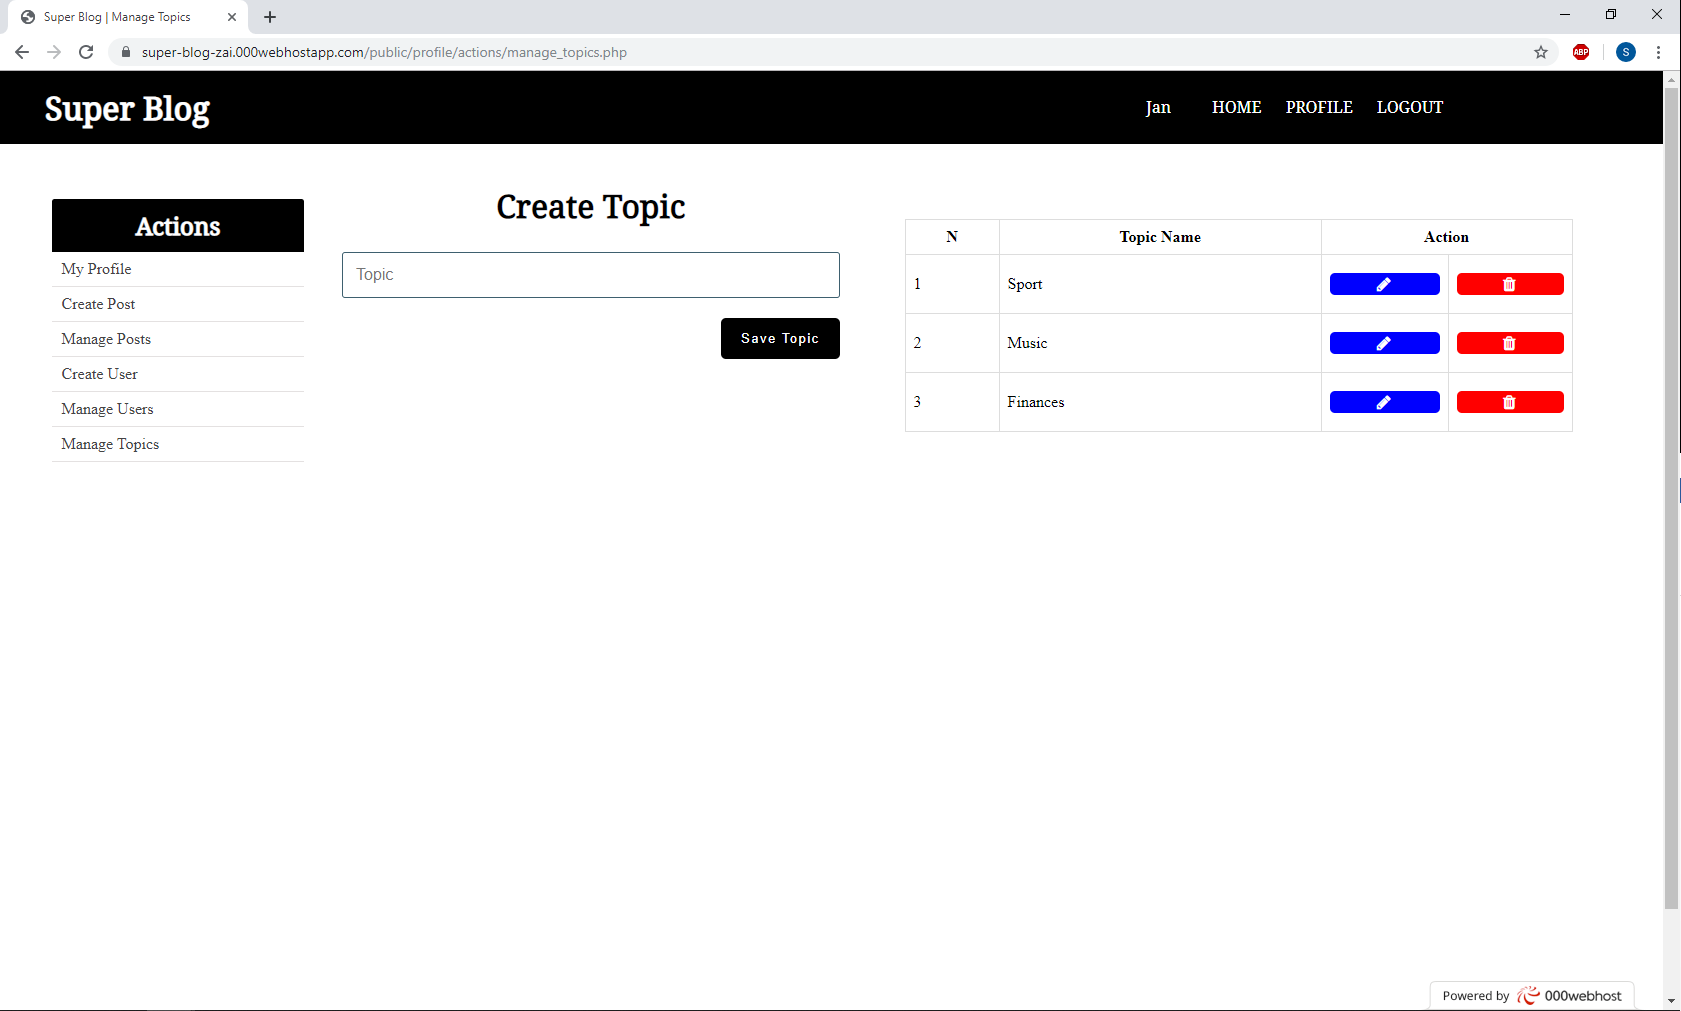 Super Blog | Manage Topics
super-blog-zai.000webhostapp.com/public/profile/actions/manage_topics.php
ABP
S
Super Blog
Jan HOME PROFILE LOGOUT
Actions
My Profile
Create Post
Manage Posts
Create User
Manage Users
Manage Topics
Create Topic
Topic
Save Topic
N Topic Name Action
1 Sport
2 Music
3 Finances
Powered by 000webhost